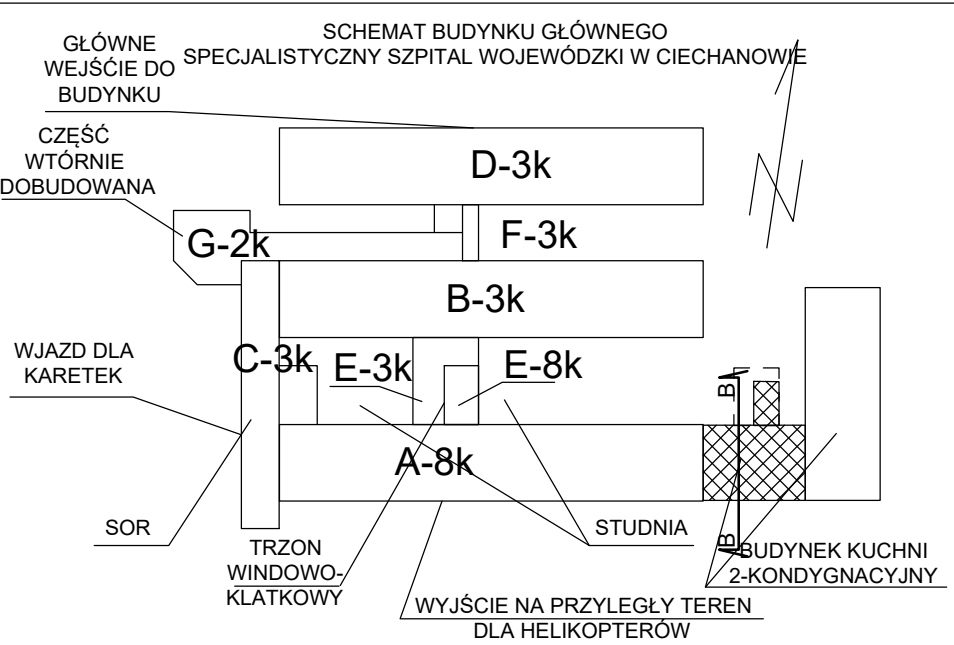 SCHEMAT BUDYNKU GŁÓWNEGO
SPECJALISTYCZNY SZPITAL WOJEWÓDZKI W CIECHANOWIE
GŁÓWNE
WEJŚĆIE DO
BUDYNKU
CZĘŚĆ
WTÓRNIE
DOBUDOWANA
D-3k
G-2k
F-3k
B-3k
WJAZD DLA
KARETEK
C-3k
E-3k
E-8k
B
A-8k
B
SOR
TRZON
WINDOWO-
KLATKOWY
STUDNIA
BUDYNEK KUCHNI
2-KONDYGNACYJNY
WYJŚCIE NA PRZYLEGŁY TEREN
DLA HELIKOPTERÓW